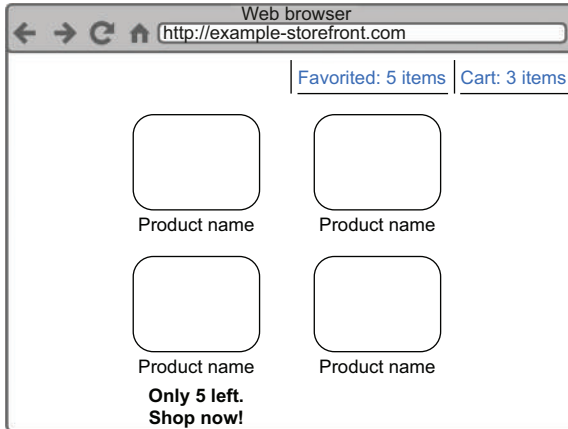 Web browser
http://example-storefront.com
Favorited: 5 items Cart: 3 items
Product name Product name
Product name Product name
Only 5 left.
Shop now!